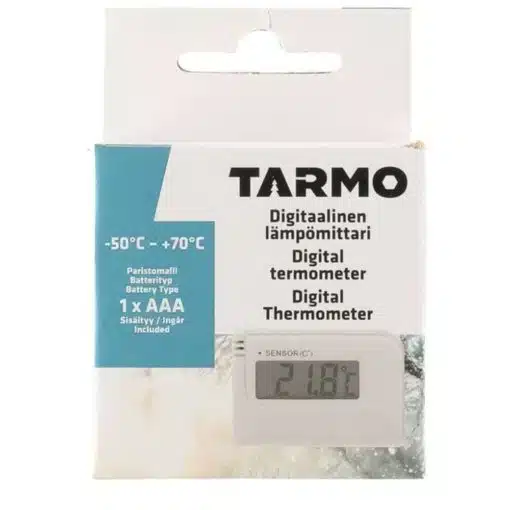 TARMO
Digitaalinen
lämpömittari
Digital
termometer
Digital
Thermometer
-50°C – +70°C
Paristomalli
Batterityp
Battery Type
1 x AAA
Sisältyy / Ingår
Included
SENSOR(C°)
21.8°C